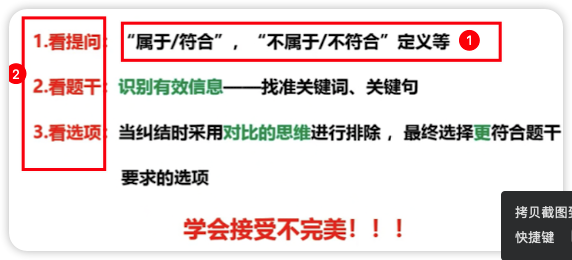 1.看提问:“属于/符合”，“不属于/不符合”定义等 1
2 2.看题干:识别有效信息——找准关键词、关键句
3.看选项:当纠结时采用对比的思维进行排除，最终选择更符合题干
要求的选项
学会接受不完美！！！
拷贝截图
快捷键